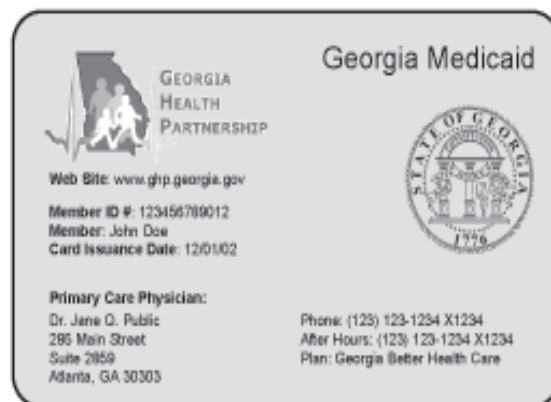 Georgia Medicaid
GEORGIA
HEALTH
PARTNERSHIP
STATE OF GEORGIA
1776
Web Site: www.ghp.georgia.gov
Member ID #: 123456789012
Member: John Doe
Card Issuance Date: 12/01/02
Primary Care Physician:
Dr. Jane Q. Public
285 Main Street
Suite 2859
Atlanta, GA 30303
Phone: (123) 123-1234 X1234
After Hours: (123) 123-1234 X1234
Plan: Georgia Better Health Care